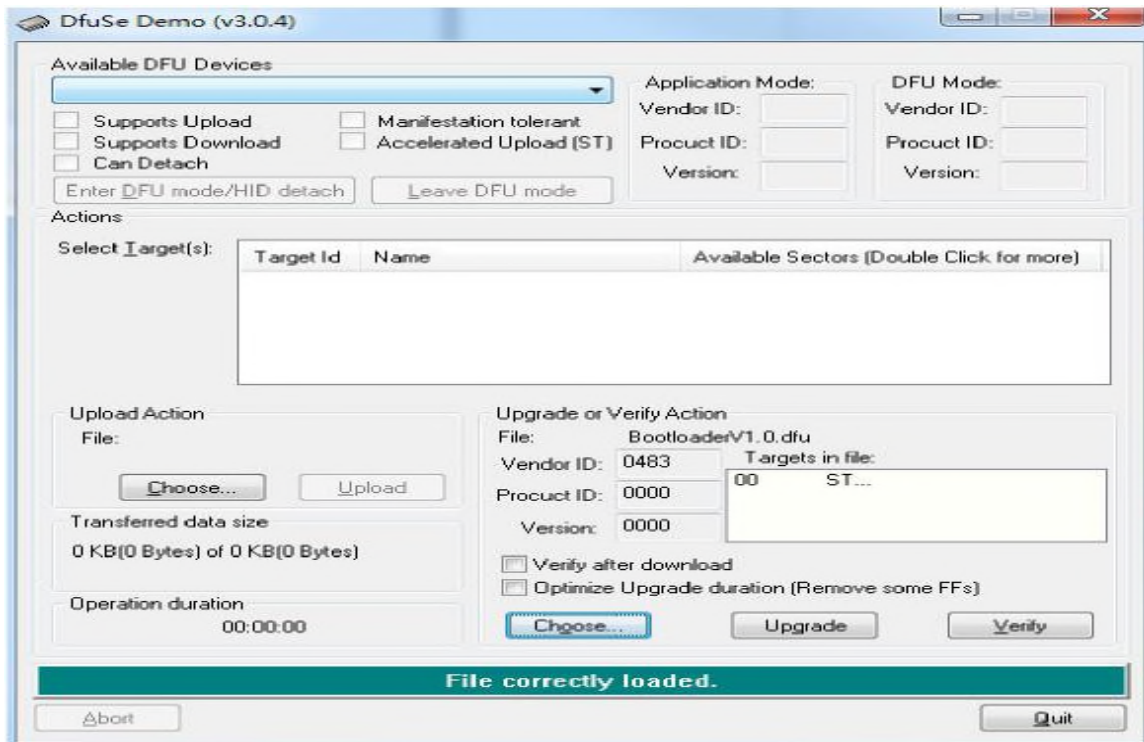 DfuSe Demo (v3.0.4)
Available DFU Devices
Supports Upload
Manifestation tolerant
Supports Download
Accelerated Upload (ST)
Can Detach
Enter DFU mode/HID detach
Leave DFU mode
Application Mode:
Vendor ID:
Procuct ID:
Version:
DFU Mode:
Vendor ID:
Procuct ID:
Version:
Actions
Select Target(s):
Target Id Name Available Sectors (Double Click for more)
Upload Action
File:
Choose...
Upload
Transferred data size
0 KB(0 Bytes) of 0 KB(0 Bytes)
Operation duration
00:00:00
Upgrade or Verify Action
File: BootloaderV1.0.dfu
Vendor ID: 0483
Procuct ID: 0000
Version: 0000
Targets in file:
00 ST...
Verify after download
Optimize Upgrade duration (Remove some FFs)
Choose...
Upgrade
Verify
File correctly loaded.
Abort
Quit